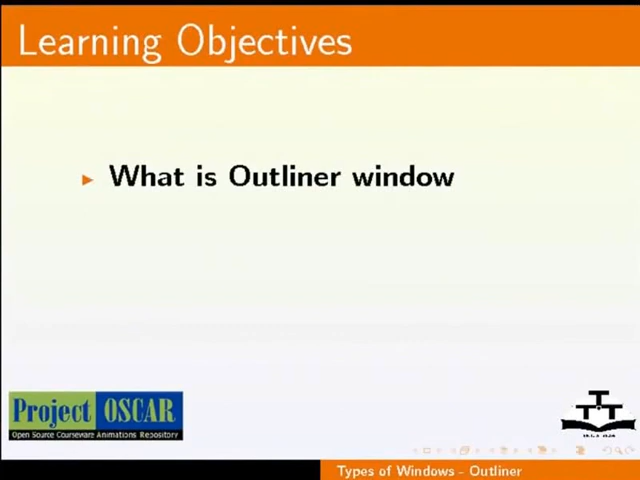 Learning Objectives
What is Outliner window
Project OSCAR
Open Source Courseware Animations Repository
Types of Windows - Outliner